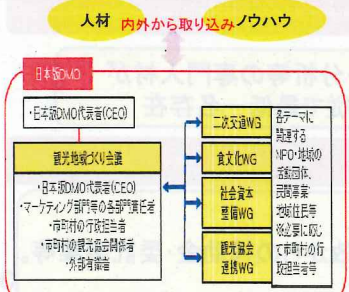 人材 内外から取り込み ノウハウ
日本版DMO
・日本版DMO代表者(CEO)
観光地域づくり会議
・日本版DMO代表者(CEO)
・マーケティング部門等の各部門責任者
・市町村の行政担当者
・市町村の観光協会関係者
・外部有識者
二次交通WG
食文化WG
社会資本
整備WG
観光協会
連携WG
各テーマに
関連する
NPO・地域の
活動団体、
民間事業
地域住民等
※必要に応じ
て市町村の行
政担当者等